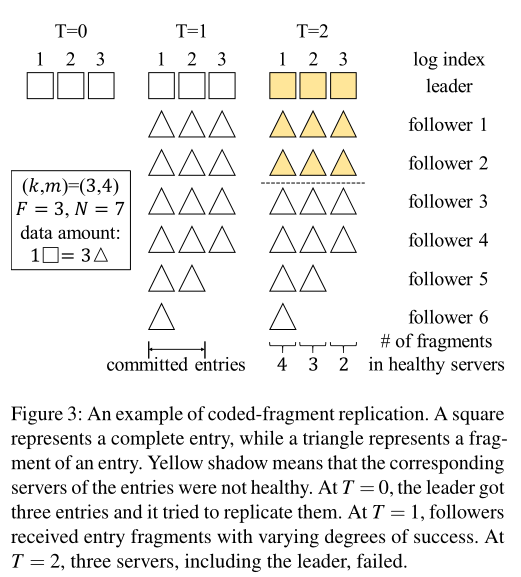 T=0 T=1 T=2
1 2 3 1 2 3 1 2 3 log index
leader
follower 1
follower 2
(k,m)=(3,4)
F = 3, N = 7
data amount:
1□= 3△
follower 3
follower 4
follower 5
follower 6
# of fragments
committed entries 4 3 2 in healthy servers
Figure 3: An example of coded-fragment replication. A square
represents a complete entry, while a triangle represents a frag-
ment of an entry. Yellow shadow means that the corresponding
servers of the entries were not healthy. At T = 0, the leader got
three entries and it tried to replicate them. At T = 1, followers
received entry fragments with varying degrees of success. At
T = 2, three servers, including the leader, failed.